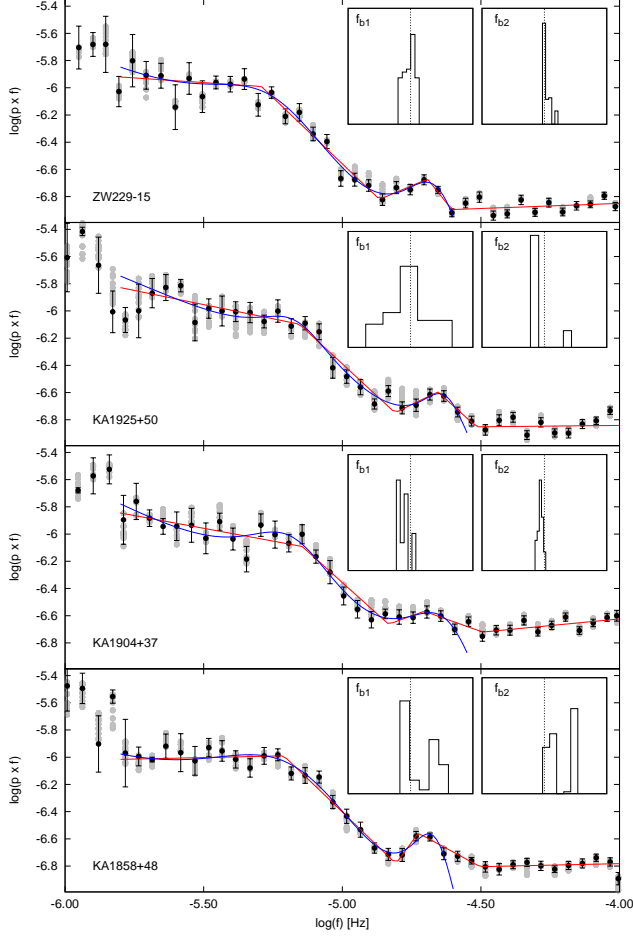 -5.4
-5.6
-5.8
-6
-6.2
-6.4
-6.6
-6.8
log(p x f)
ZW229-15
f_b1
f_b2
-5.4
-5.6
-5.8
-6
-6.2
-6.4
-6.6
-6.8
log(p x f)
KA1925+50
f_b1
f_b2
-5.4
-5.6
-5.8
-6
-6.2
-6.4
-6.6
-6.8
log(p x f)
KA1904+37
f_b1
f_b2
-5.4
-5.6
-5.8
-6
-6.2
-6.4
-6.6
-6.8
log(p x f)
KA1858+48
f_b1
f_b2
-6.00 -5.50 -5.00 -4.50 -4.00
log(f) [Hz]